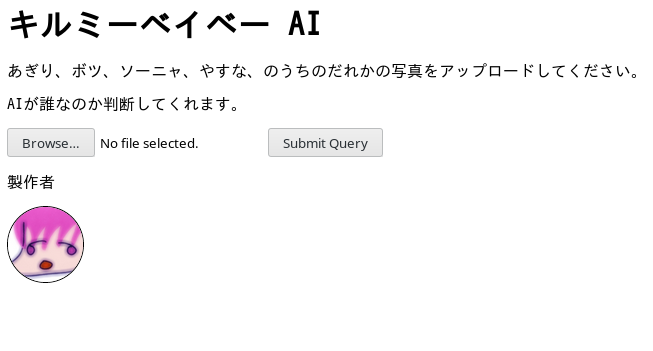 キルミーベイベー AI
あぎり、ボツ、ソーニャ、やすな、のうちのだれかの写真をアップロードしてください。
AIが誰なのか判断してくれます。
Browse... No file selected. Submit Query
製作者